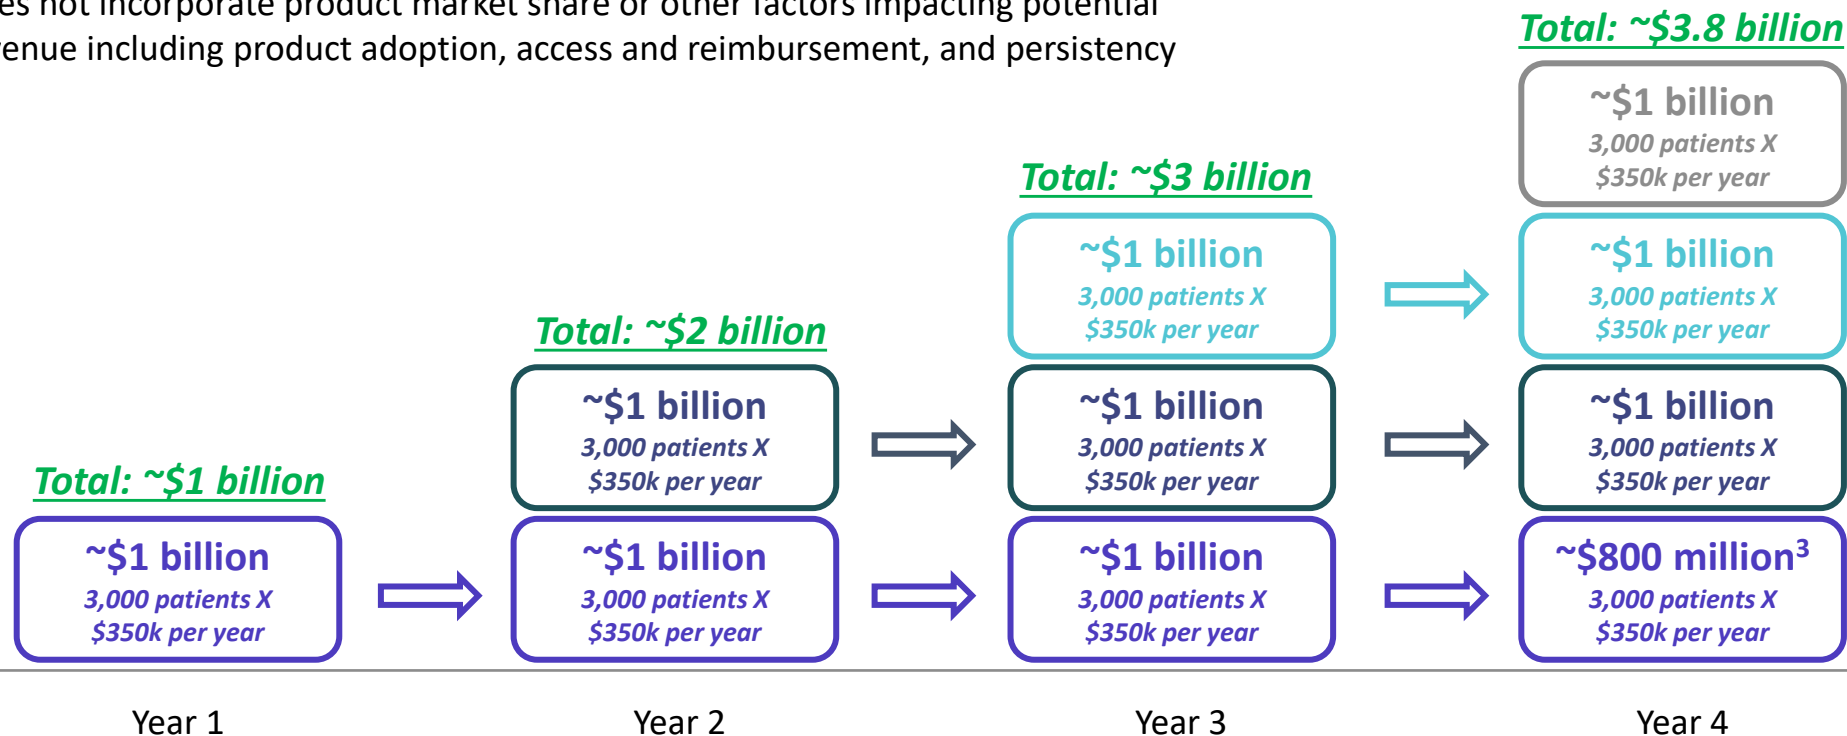 not incorporate product market share or other factors impacting potential
including product adoption, access and reimbursement, and persistency
Total: ~$1 billion
~$1 billion
3,000 patients X
$350k per year
Year 1
Total: ~$2 billion
~$1 billion
3,000 patients X
$350k per year
~$1 billion
3,000 patients X
$350k per year
Year 2
Total: ~$3 billion
~$1 billion
3,000 patients X
$350k per year
~$1 billion
3,000 patients X
$350k per year
~$1 billion
3,000 patients X
$350k per year
Year 3
Total: ~$3.8 billion
~$1 billion
3,000 patients X
$350k per year
~$1 billion
3,000 patients X
$350k per year
~$1 billion
3,000 patients X
$350k per year
~$800 million³
3,000 patients X
$350k per year
Year 4